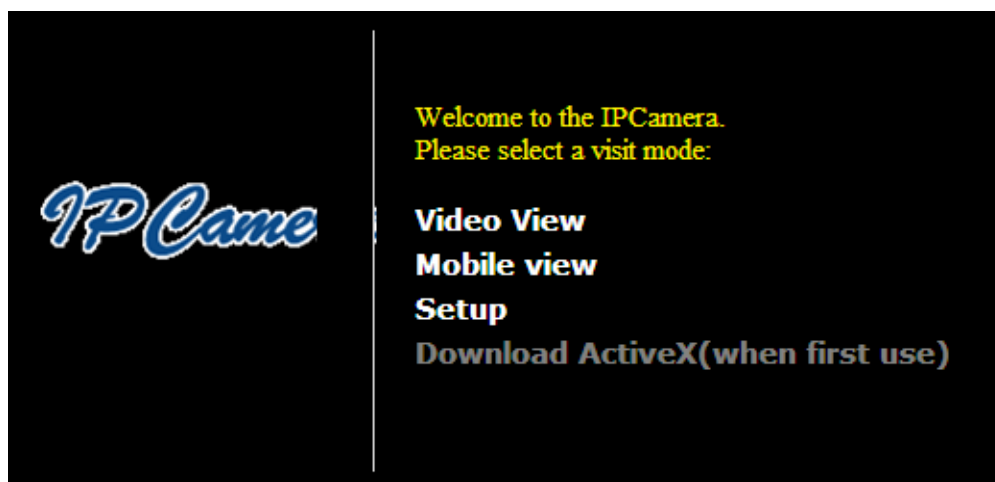 IPCame
Welcome to the IPCamera.
Please select a visit mode:
Video View
Mobile view
Setup
Download ActiveX(when first use)